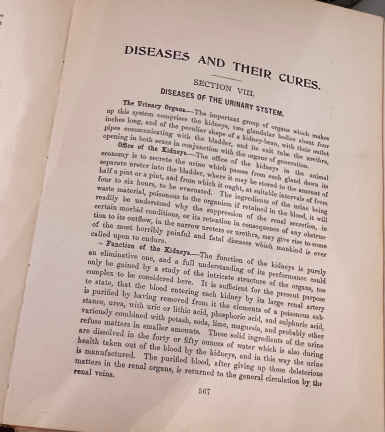 DISEASES AND THEIR CURES.
SECTION VIII.
DISEASES OF THE URINARY SYSTEM.
The Urinary Organs.—The important group of organs which makes
up this system comprises the kidneys, two glandular bodies about four
inches long, and of the peculiar shape of a kidney-bean, with their outlet
pipes communicating with the bladder, and its exit tube the urethra,
opening in both sexes in conjunction with the organs of generation.
Office of the Kidneys.—The office of the kidneys in the animal
economy is to secrete the urine which passes from each gland down its
separate ureter into the bladder, where it may be stored to the amount of
half a pint or a pint, and from which it ought, at suitable intervals of from
four to six hours, to be evacuated. The ingredients of the urine being
waste material, poisonous to the organism if retained in the blood, it will
readily be understood why the suppression of the renal secretion, in
certain morbid conditions, or its retention in consequence of any obstruc-
tion to its outflow, in the narrow ureters or urethra, may give rise to some
of the most horribly painful and fatal diseases which mankind is ever
called upon to endure.
Function of the Kidneys.—The function of the kidneys is purely
an eliminative one, and a full understanding of its performance could
only be gained by a study of the intricate structure of the organs, too
complex to be considered here. It is sufficient for the present purpose
to state, that the blood entering each kidney by its large renal artery
is purified by having removed from it the elements of a poisonous sub-
stance, urea, with uric or lithic acid, phosphoric acid, and sulphuric acid,
variously combined with potash, soda, lime, magnesia, and probably other
refuse matters in smaller amounts. These solid ingredients of the urine
are dissolved in the forty or fifty ounces of water which is also during
health taken out of the blood by the kidneys, and in this way the urine
is manufactured. The purified blood, after giving up those deleterious
matters in the renal organs, is returned to the general circulation by the
renal veins.
567